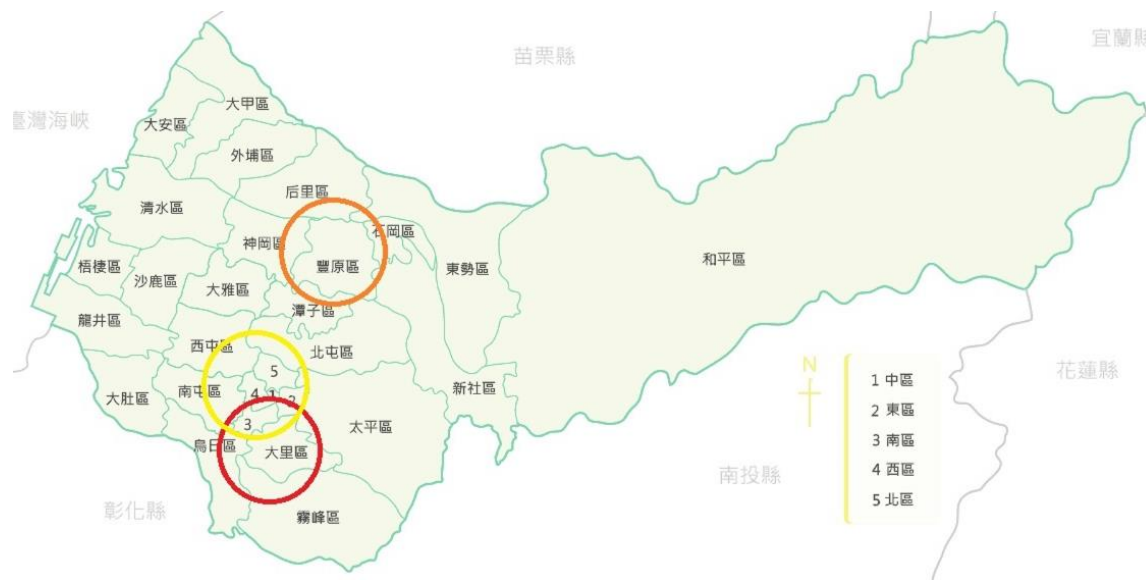 苗栗縣
宜蘭縣
臺灣海峽
大甲區
大安區
外埔區
后里區
清水區
神岡區
石岡區
豐原區
東勢區
和平區
梧棲區
沙鹿區
大雅區
龍井區
潭子區
西屯區
北屯區
新社區
大肚區
南屯區
5
4
1
2
3
烏日區
大里區
太平區
霧峰區
彰化縣
南投縣
花蓮縣
N
1 中區
2 東區
3 南區
4 西區
5 北區